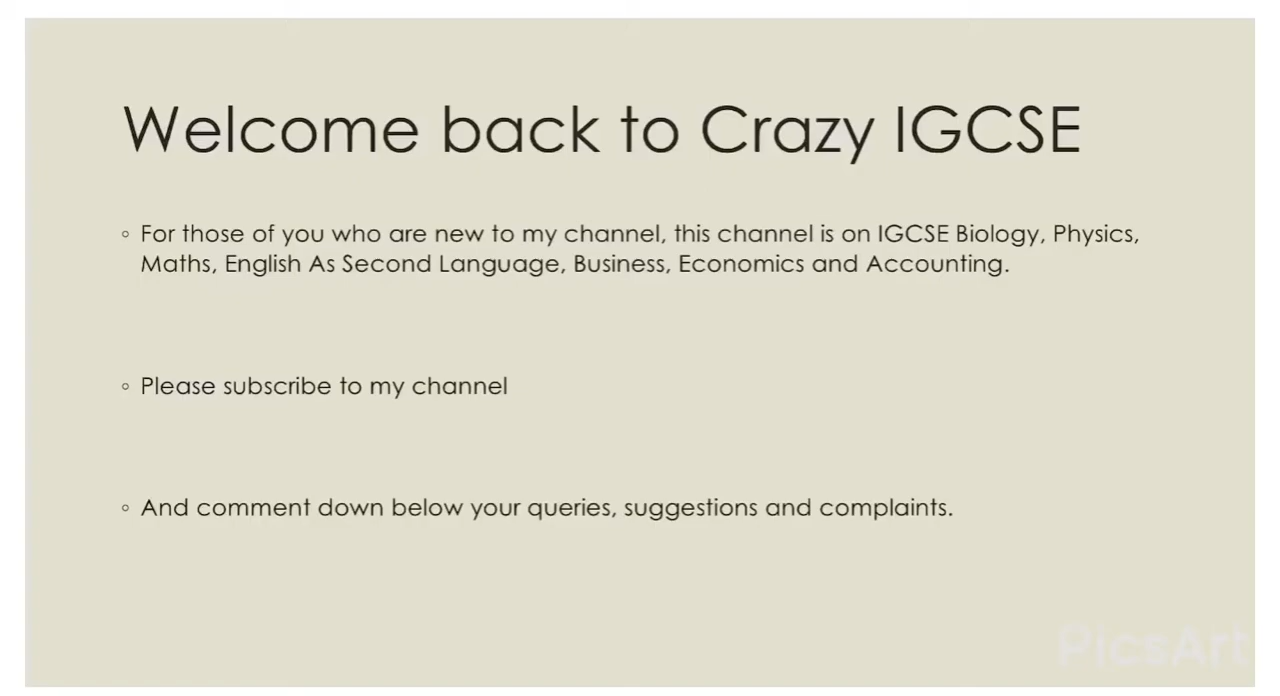 Welcome back to Crazy IGCSE
◦ For those of you who are new to my channel, this channel is on IGCSE Biology, Physics,
Maths, English As Second Language, Business, Economics and Accounting.
◦ Please subscribe to my channel
◦ And comment down below your queries, suggestions and complaints.
PicsArt